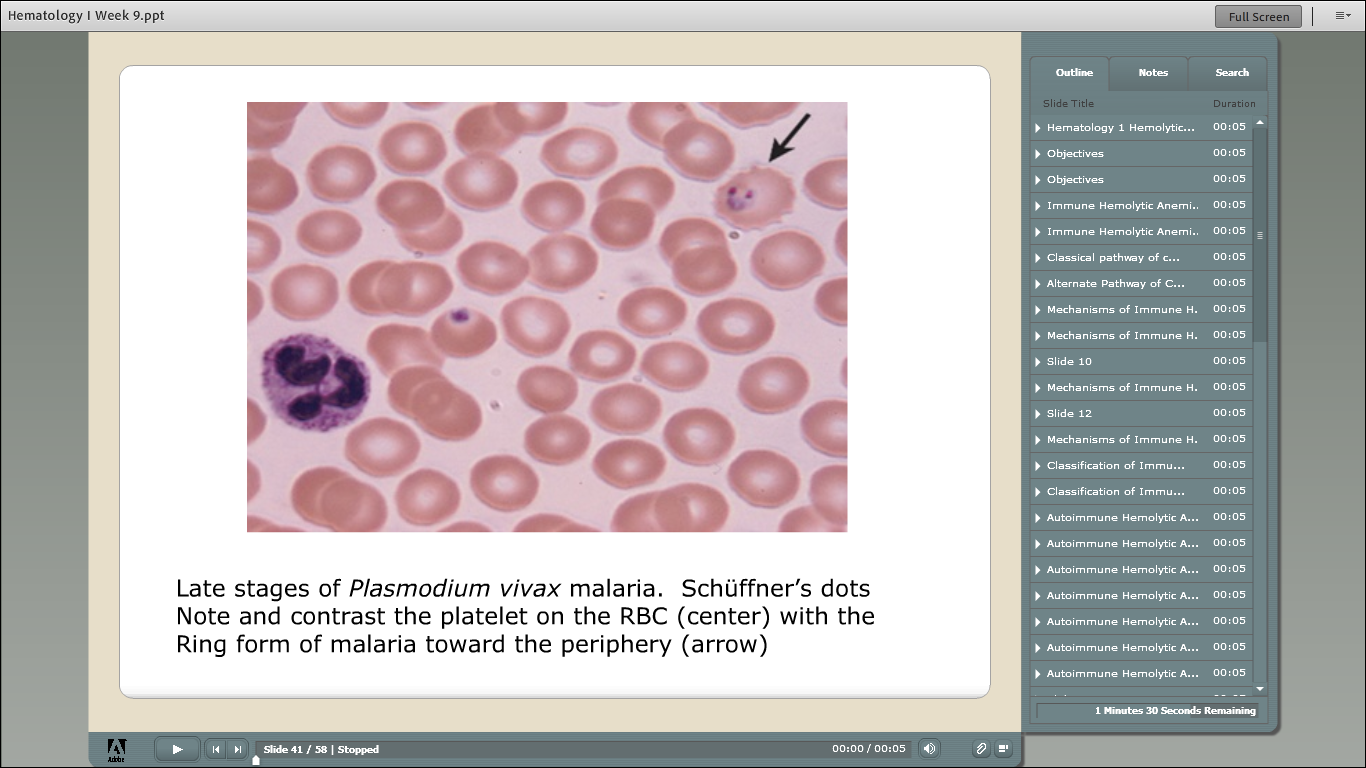 Hematology I Week 9.ppt
Full Screen
Late stages of Plasmodium vivax malaria.  Schüffner's dots
Note and contrast the platelet on the RBC (center) with the
Ring form of malaria toward the periphery (arrow)
Outline Notes Search
Slide Title Duration
Hematology 1 Hemolytic... 00:05
Objectives 00:05
Objectives 00:05
Immune Hemolytic Anemi.. 00:05
Immune Hemolytic Anemi.. 00:05
Classical pathway of c... 00:05
Alternate Pathway of C... 00:05
Mechanisms of Immune H. 00:05
Mechanisms of Immune H. 00:05
Slide 10 00:05
Mechanisms of Immune H. 00:05
Slide 12 00:05
Mechanisms of Immune H. 00:05
Classification of Immu... 00:05
Classification of Immu... 00:05
Autoimmune Hemolytic A... 00:05
Autoimmune Hemolytic A... 00:05
Autoimmune Hemolytic A... 00:05
Autoimmune Hemolytic A... 00:05
Autoimmune Hemolytic A... 00:05
Autoimmune Hemolytic A... 00:05
Autoimmune Hemolytic A... 00:05
1 Minutes 30 Seconds Remaining
Adobe
Slide 41 / 58 | Stopped
00:00 / 00:05